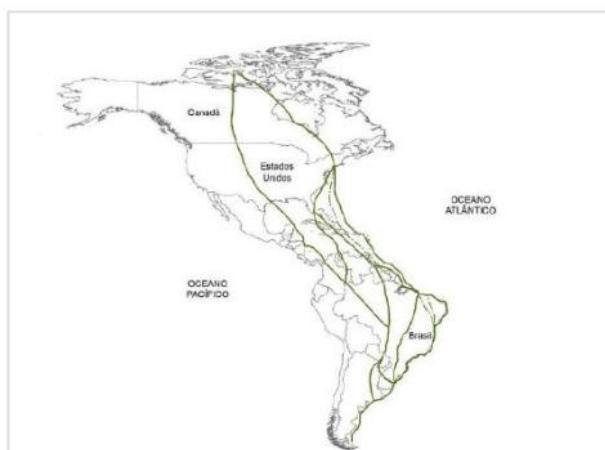 Canadá
Estados
Unidos
OCEANO
ATLÂNTICO
OCEANO
PACÍFICO
Brasil